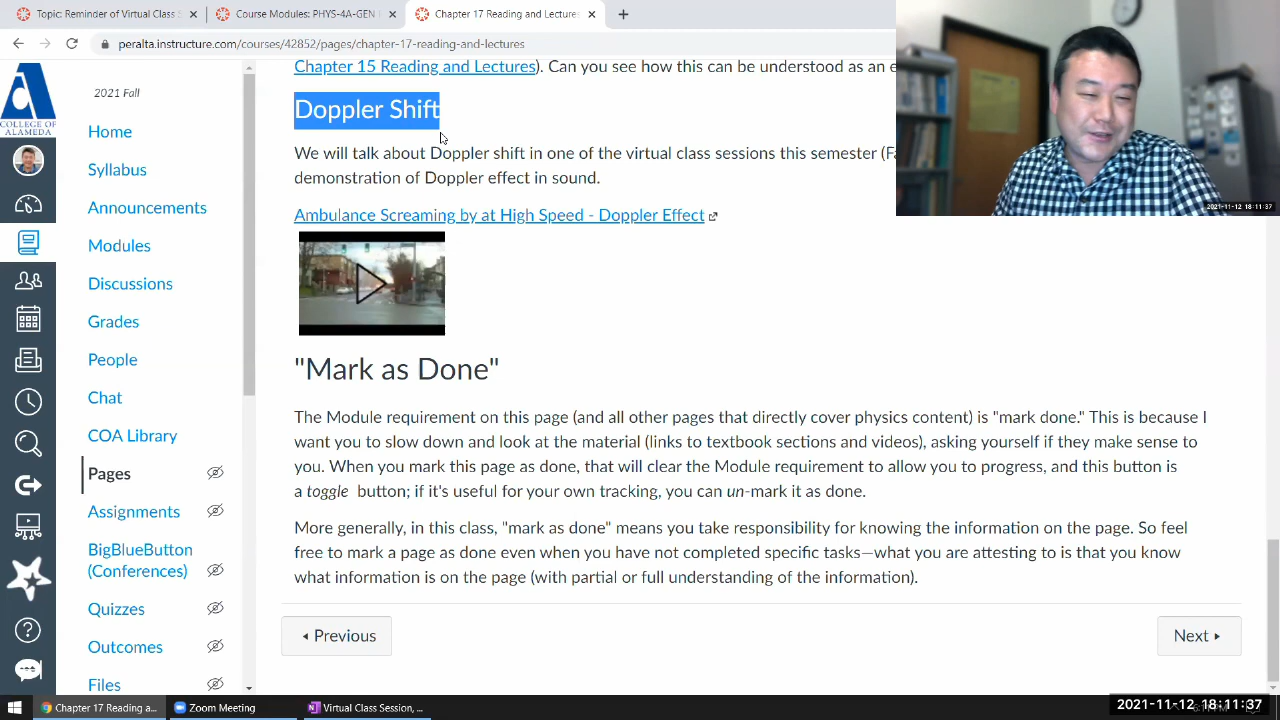 Topic: Reminder of Virtual Class S
Course Modules: PHYS-4A-GEN
Chapter 17 Reading and Lectures
peralta.instructure.com/courses/42852/pages/chapter-17-reading-and-lectures
COLLEGE OF
ALAMEDA
2021 Fall
Home
Syllabus
Announcements
Modules
Discussions
Grades
People
Chat
COA Library
Pages
Assignments
BigBlueButton
(Conferences)
Quizzes
Outcomes
Files
Chapter 15 Reading and Lectures). Can you see how this can be understood as an e
Doppler Shift
We will talk about Doppler shift in one of the virtual class sessions this semester (Fa
demonstration of Doppler effect in sound.
Ambulance Screaming by at High Speed - Doppler Effect
"Mark as Done"
The Module requirement on this page (and all other pages that directly cover physics content) is "mark done." This is because I
want you to slow down and look at the material (links to textbook sections and videos), asking yourself if they make sense to
you. When you mark this page as done, that will clear the Module requirement to allow you to progress, and this button is
a toggle button; if it's useful for your own tracking, you can un-mark it as done.
More generally, in this class, "mark as done" means you take responsibility for knowing the information on the page. So feel
free to mark a page as done even when you have not completed specific tasks—what you are attesting to is that you know
what information is on the page (with partial or full understanding of the information).
Previous
Next
2021-11-12 18:11:37
Chapter 17 Reading a...
Zoom Meeting
Virtual Class Session, ...
2021-11-12 18:11:37